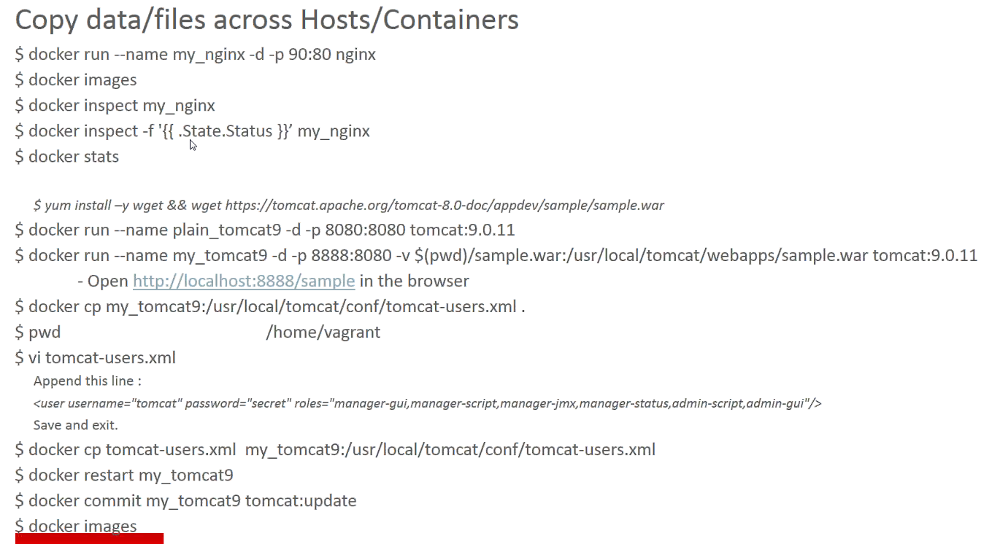 Copy data/files across Hosts/Containers
$ docker run --name my_nginx -d -p 90:80 nginx
$ docker images
$ docker inspect my_nginx
$ docker inspect -f '{{ .State.Status }}’ my_nginx
$ docker stats
$ yum install –y wget && wget https://tomcat.apache.org/tomcat-8.0-doc/appdev/sample/sample.war
$ docker run --name plain_tomcat9 -d -p 8080:8080 tomcat:9.0.11
$ docker run --name my_tomcat9 -d -p 8888:8080 -v $(pwd)/sample.war:/usr/local/tomcat/webapps/sample.war tomcat:9.0.11
- Open http://localhost:8888/sample in the browser
$ docker cp my_tomcat9:/usr/local/tomcat/conf/tomcat-users.xml .
$ pwd /home/vagrant
$ vi tomcat-users.xml
Append this line :
<user username="tomcat" password="secret" roles="manager-gui,manager-script,manager-jmx,manager-status,admin-script,admin-gui"/>
Save and exit.
$ docker cp tomcat-users.xml  my_tomcat9:/usr/local/tomcat/conf/tomcat-users.xml
$ docker restart my_tomcat9
$ docker commit my_tomcat9 tomcat:update
$ docker images